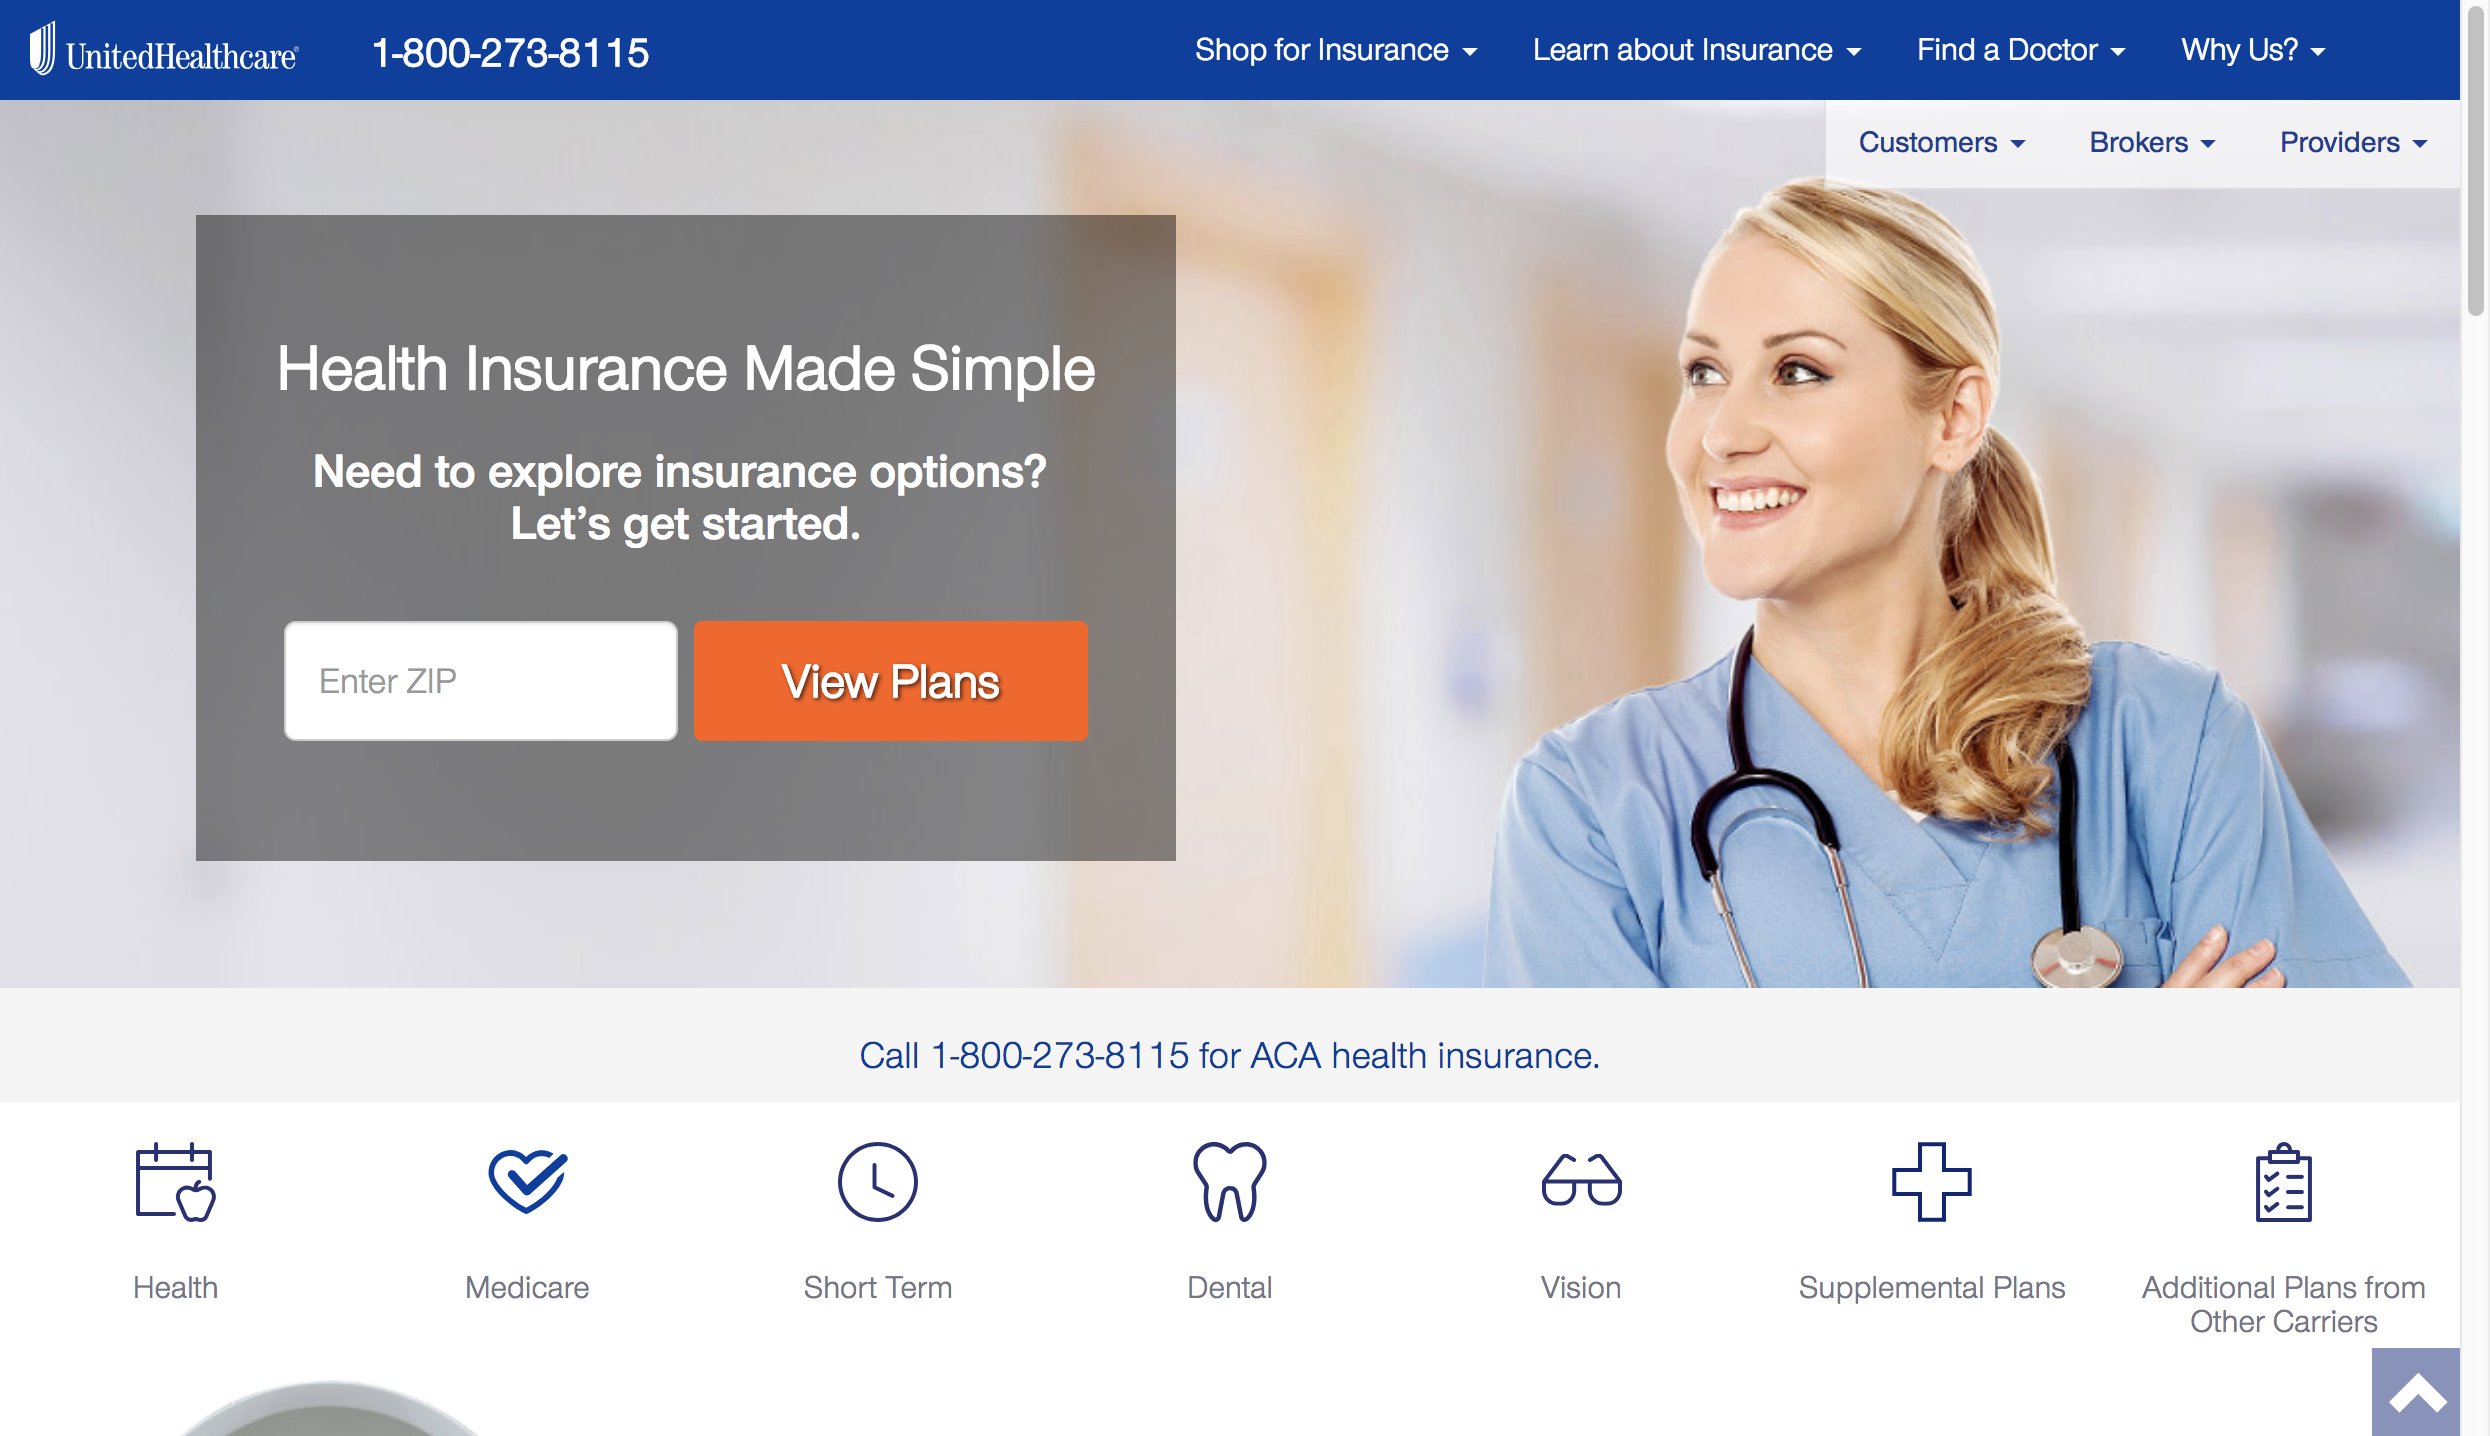 UnitedHealthcare®
1-800-273-8115
Shop for Insurance
Learn about Insurance
Find a Doctor
Why Us?
Customers
Brokers
Providers
Health Insurance Made Simple
Need to explore insurance options?
Let’s get started.
Enter ZIP
View Plans
Call 1-800-273-8115 for ACA health insurance.
Health
Medicare
Short Term
Dental
Vision
Supplemental Plans
Additional Plans from
Other Carriers